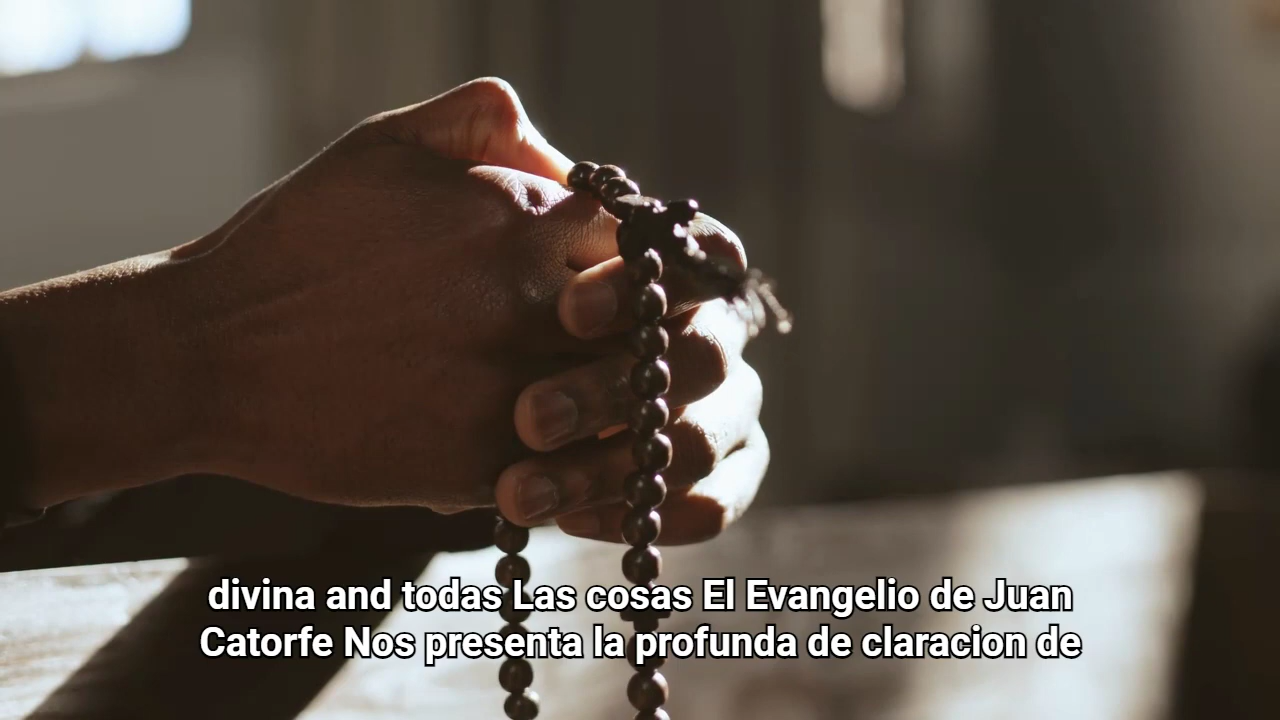 divina and todas Las cosas El Evangelio de Juan
Catorfe Nos presenta la profunda de claracion de